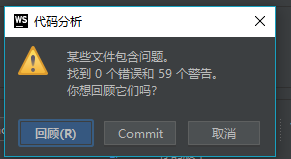 WS 代码分析
某些文件包含问题。
找到 0 个错误和 59 个警告。
你想回顾它们吗?
回顾(R) Commit 取消